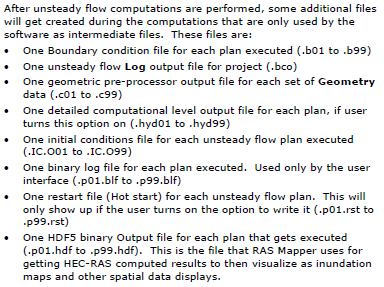 After unsteady flow computations are performed, some additional files
will get created during the computations that are only used by the
software as intermediate files.  These files are:
• One Boundary condition file for each plan executed (.b01 to .b99)
• One unsteady flow Log output file for project (.bco)
• One geometric pre-processor output file for each set of Geometry
data (.c01 to .c99)
• One detailed computational level output file for each plan, if user
turns this option on (.hyd01 to .hyd99)
• One initial conditions file for each unsteady flow plan executed
(.IC.O01 to .IC.O99)
• One binary log file for each plan executed.  Used only by the user
interface (.p01.blf to .p99.blf)
• One restart file (Hot start) for each unsteady flow plan.  This will
only show up if the user turns on the option to write it (.p01.rst to
.p99.rst)
• One HDF5 binary Output file for each plan that gets executed
(.p01.hdf to .p99.hdf).  This is the file that RAS Mapper uses for
getting HEC-RAS computed results to then visualize as inundation
maps and other spatial data displays.